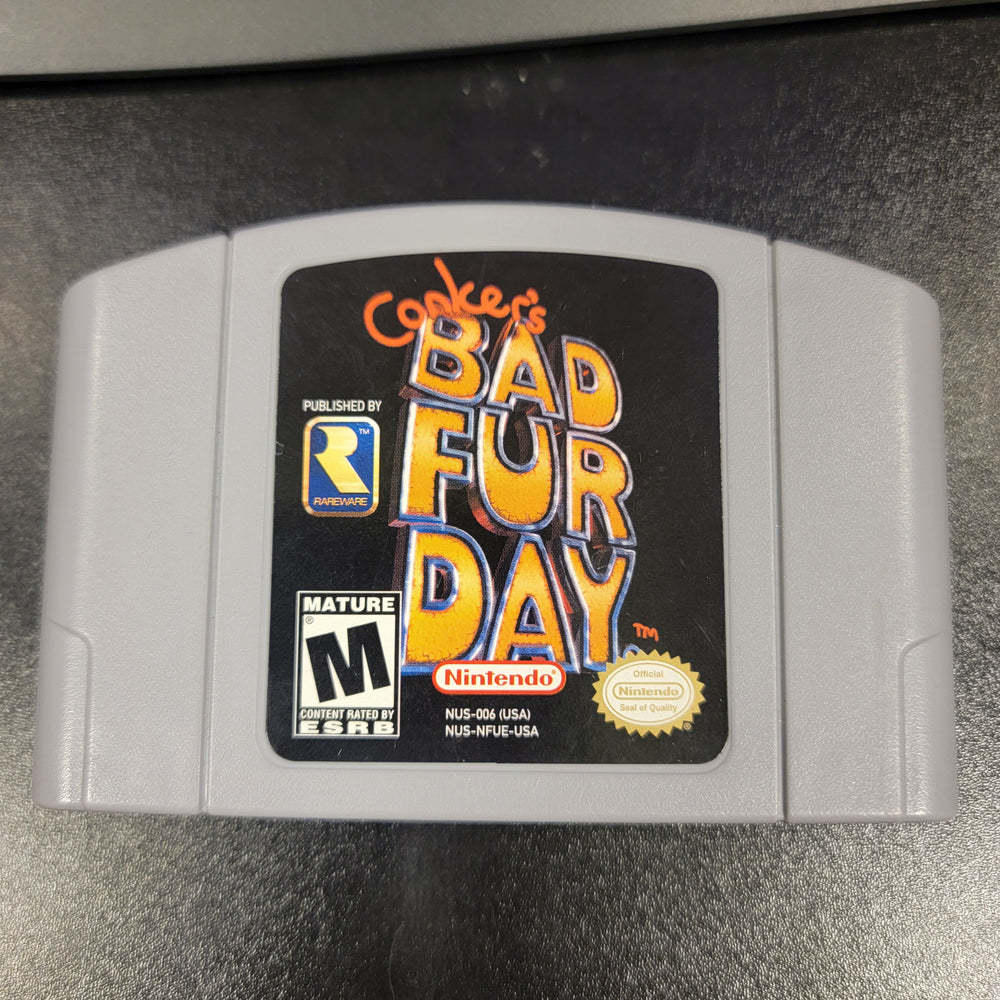 Conker's
BAD
FUR
DAY
TM
PUBLISHED BY
R TM
RAREWARE
MATURE
®
M
CONTENT RATED BY
ESRB
Nintendo®
NUS-006 (USA)
NUS-NFUE-USA
Official
Nintendo
Seal of Quality
®